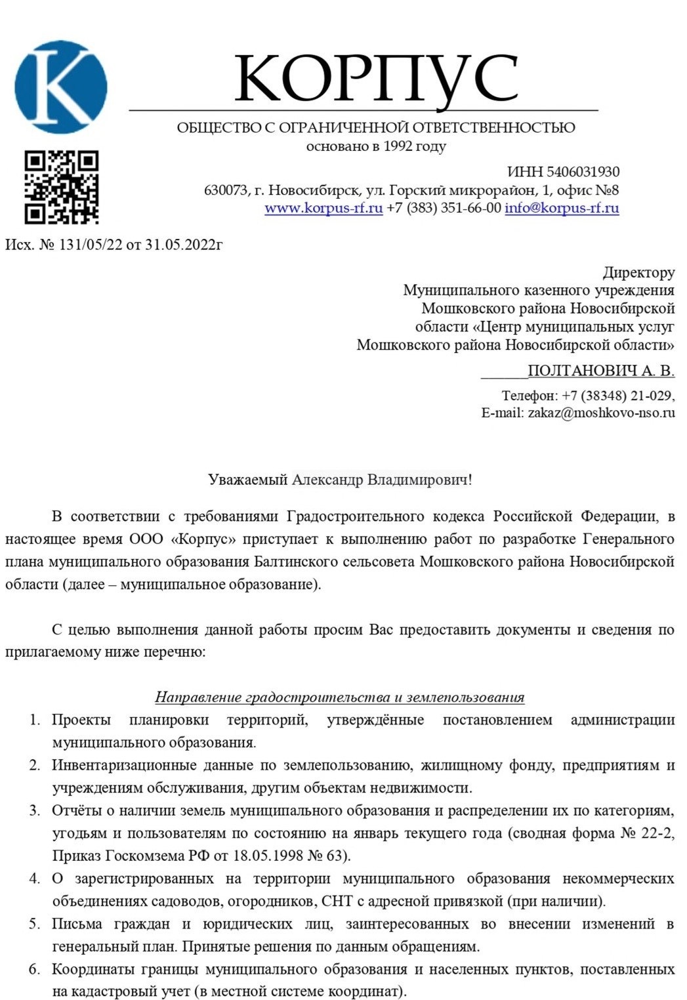 К
КОРПУС
ОБЩЕСТВО С ОГРАНИЧЕННОЙ ОТВЕТСТВЕННОСТЬЮ
основано в 1992 году
ИНН 5406031930
630073, г. Новосибирск, ул. Горский микрорайон, 1, офис №8
www.korpus-rf.ru +7 (383) 351-66-00 info@korpus-rf.ru
Исх. № 131/05/22 от 31.05.2022г
Директору
Муниципального казенного учреждения
Мошковского района Новосибирской
области «Центр муниципальных услуг
Мошковского района Новосибирской области»
______ПОЛТАНОВИЧ А. В.
Телефон: +7 (38348) 21-029,
E-mail: zakaz@moshkovo-nso.ru
Уважаемый Александр Владимирович!
В соответствии с требованиями Градостроительного кодекса Российской Федерации, в
настоящее время ООО «Корпус» приступает к выполнению работ по разработке Генерального
плана муниципального образования Балтинского сельсовета Мошковского района Новосибирской
области (далее – муниципальное образование).
С целью выполнения данной работы просим Вас предоставить документы и сведения по
прилагаемому ниже перечню:
Направление градостроительства и землепользования
1. Проекты планировки территорий, утверждённые постановлением администрации
муниципального образования.
2. Инвентаризационные данные по землепользованию, жилищному фонду, предприятиям и
учреждениям обслуживания, другим объектам недвижимости.
3. Отчёты о наличии земель муниципального образования и распределении их по категориям,
угодьям и пользователям по состоянию на январь текущего года (сводная форма № 22-2,
Приказ Госкомзема РФ от 18.05.1998 № 63).
4. О зарегистрированных на территории муниципального образования некоммерческих
объединениях садоводов, огородников, СНТ с адресной привязкой (при наличии).
5. Письма граждан и юридических лиц, заинтересованных во внесении изменений в
генеральный план. Принятые решения по данным обращениям.
6. Координаты границы муниципального образования и населенных пунктов, поставленных
на кадастровый учет (в местной системе координат).